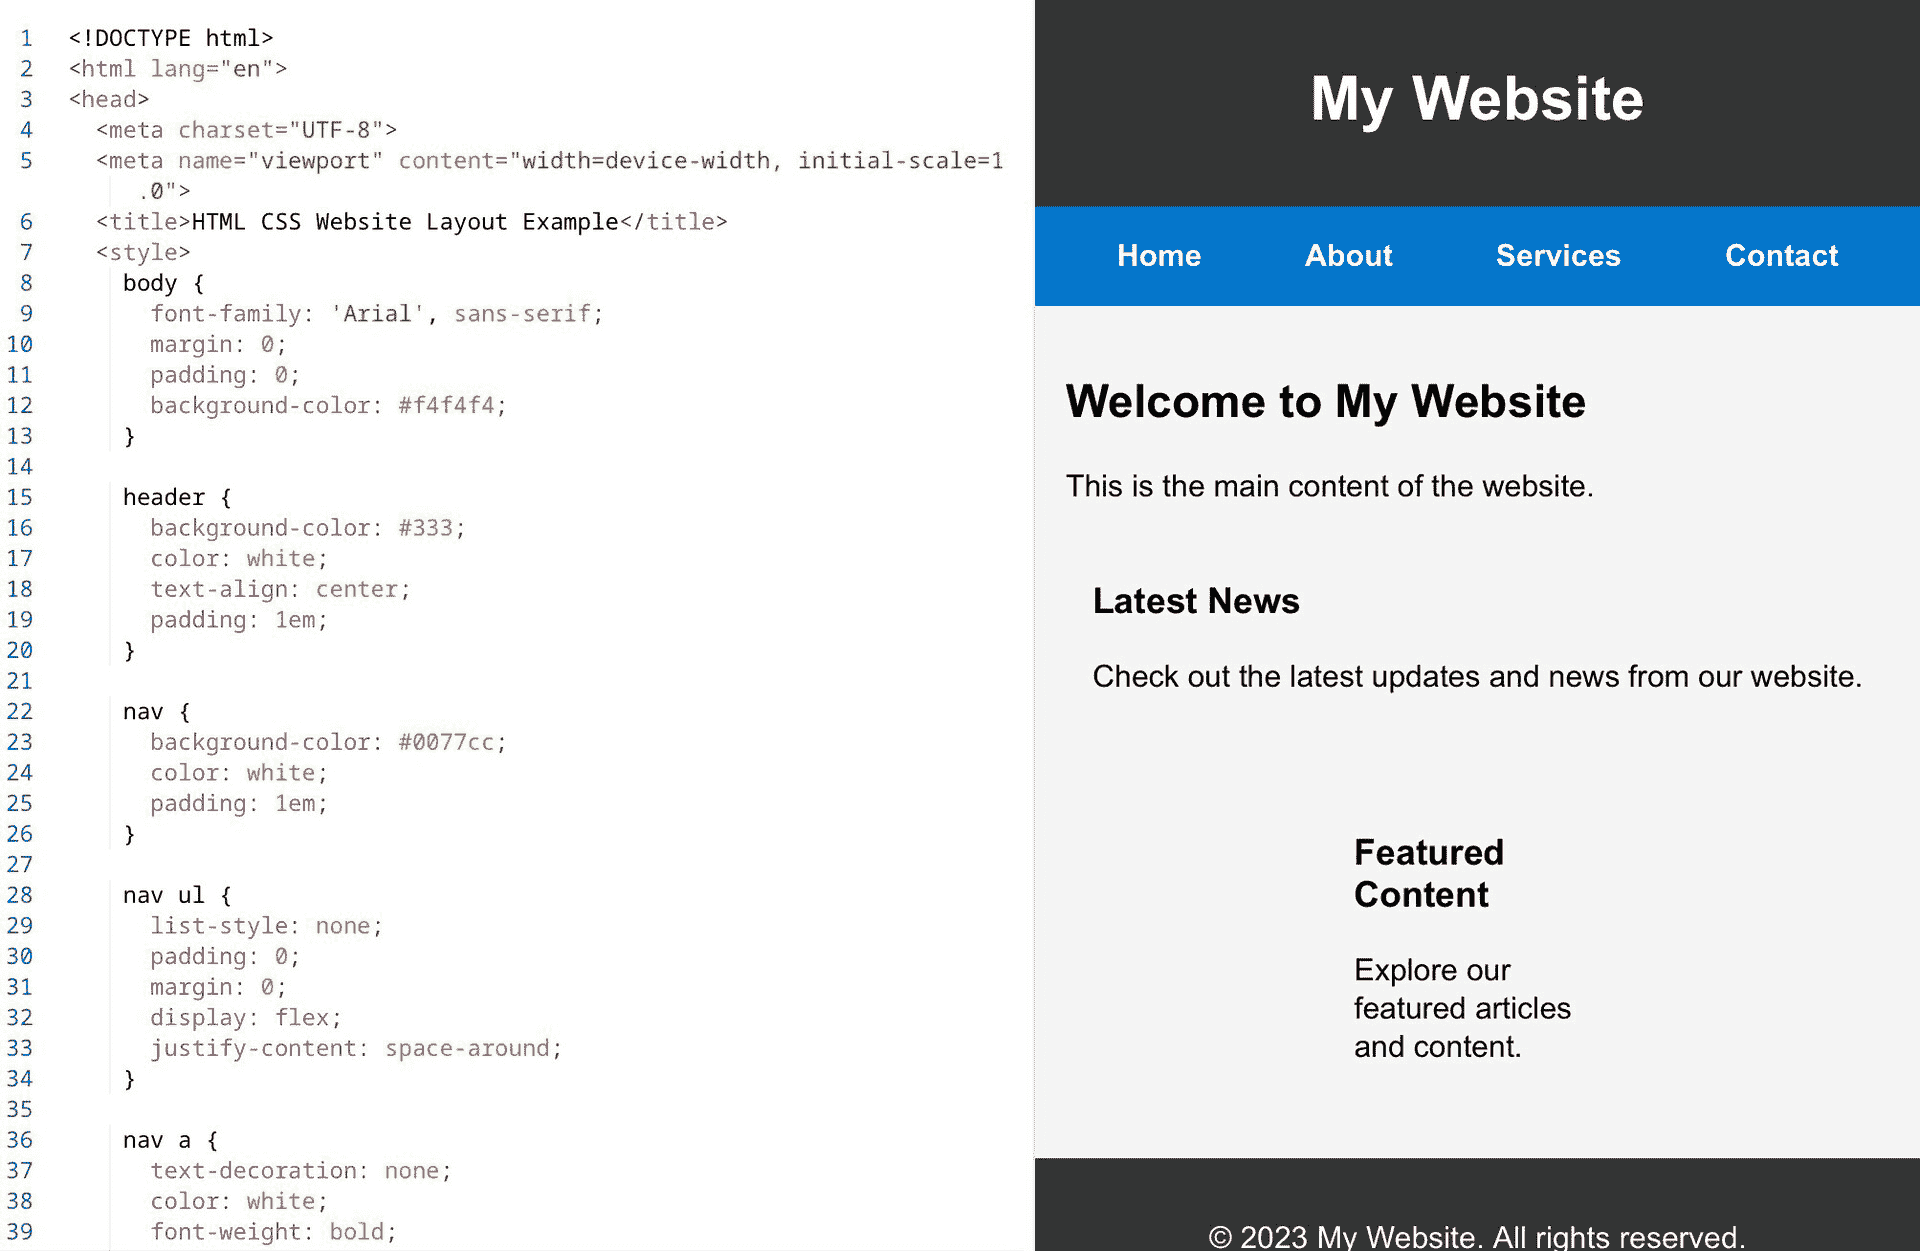 1 <!DOCTYPE html>
2 <html lang="en">
3 <head>
4 <meta charset="UTF-8">
5 <meta name="viewport" content="width=device-width, initial-scale=1
.0">
6 <title>HTML CSS Website Layout Example</title>
7 <style>
8 body {
9 font-family: 'Arial', sans-serif;
10 margin: 0;
11 padding: 0;
12 background-color: #f4f4f4;
13 }
14
15 header {
16 background-color: #333;
17 color: white;
18 text-align: center;
19 padding: 1em;
20 }
21
22 nav {
23 background-color: #0077cc;
24 color: white;
25 padding: 1em;
26 }
27
28 nav ul {
29 list-style: none;
30 padding: 0;
31 margin: 0;
32 display: flex;
33 justify-content: space-around;
34 }
35
36 nav a {
37 text-decoration: none;
38 color: white;
39 font-weight: bold;
My Website
Home About Services Contact
Welcome to My Website
This is the main content of the website.
Latest News
Check out the latest updates and news from our website.
Featured
Content
Explore our
featured articles
and content.
© 2023 My Website. All rights reserved.